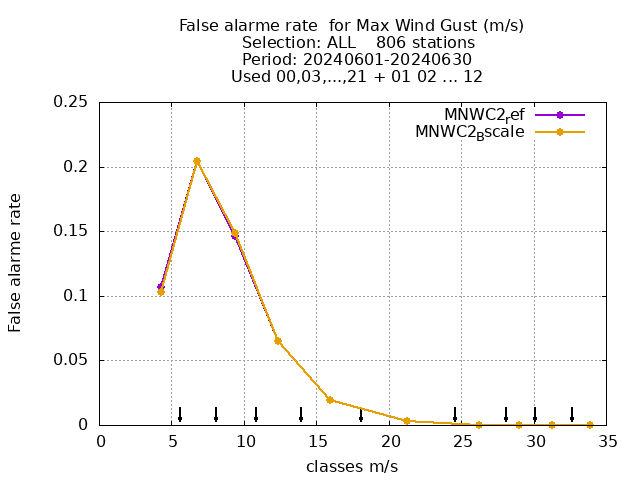 False alarme rate  for Max Wind Gust (m/s)
Selection: ALL    806 stations
Period: 20240601-20240630
Used 00,03,...,21 + 01 02 ... 12
MNWC2ref
MNWC2Bscale
False alarme rate
0.25
0.2
0.15
0.1
0.05
0
0 5 10 15 20 25 30 35
classes m/s